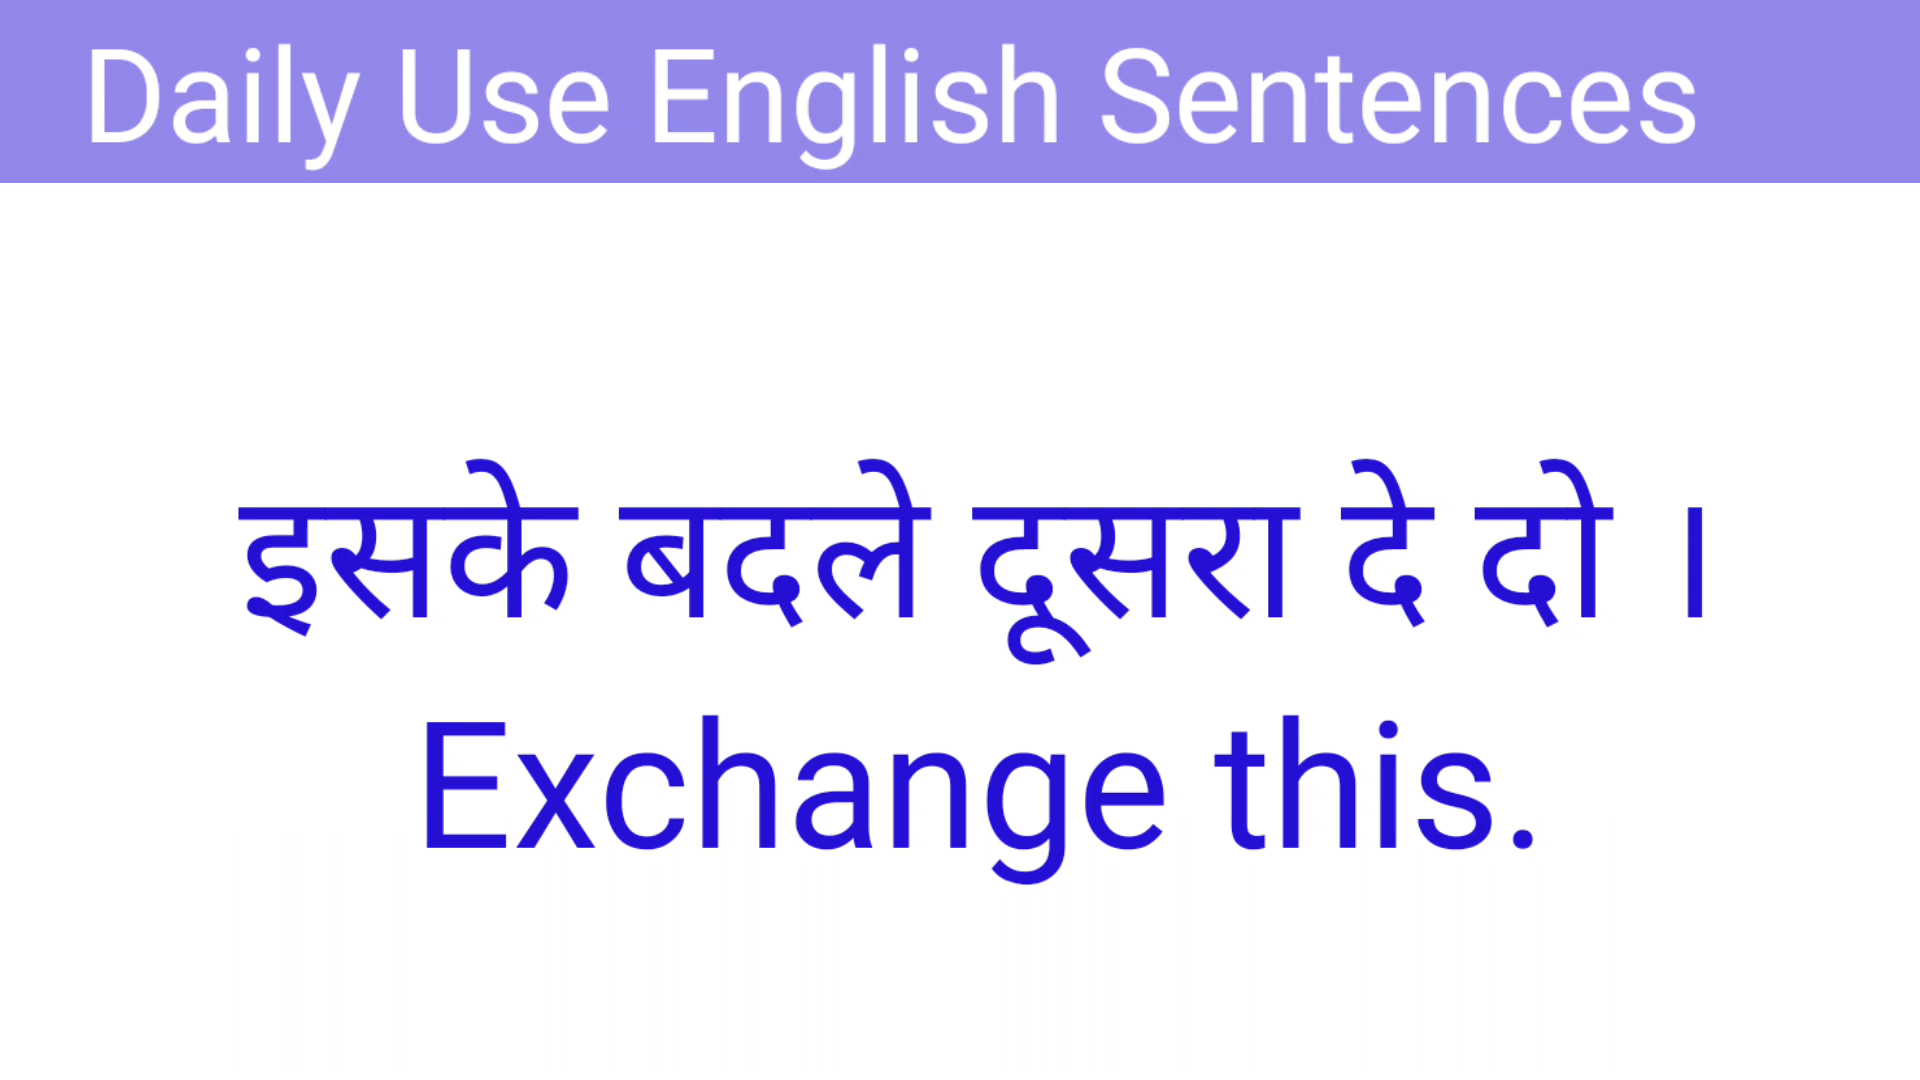 Daily Use English Sentences
इसके बदले दूसरा दे दो ।
Exchange this.